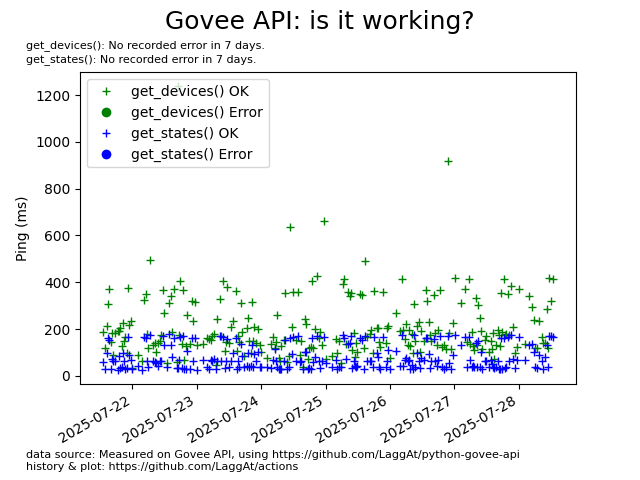 Govee API: is it working?
get_devices(): No recorded error in 7 days.
get_states(): No recorded error in 7 days.
get_devices() OK
get_devices() Error
get_states() OK
get_states() Error
Ping (ms)
1200
1000
800
600
400
200
0
2025-07-22
2025-07-23
2025-07-24
2025-07-25
2025-07-26
2025-07-27
2025-07-28
data source: Measured on Govee API, using https://github.com/LaggAt/python-govee-api
history & plot: https://github.com/LaggAt/actions